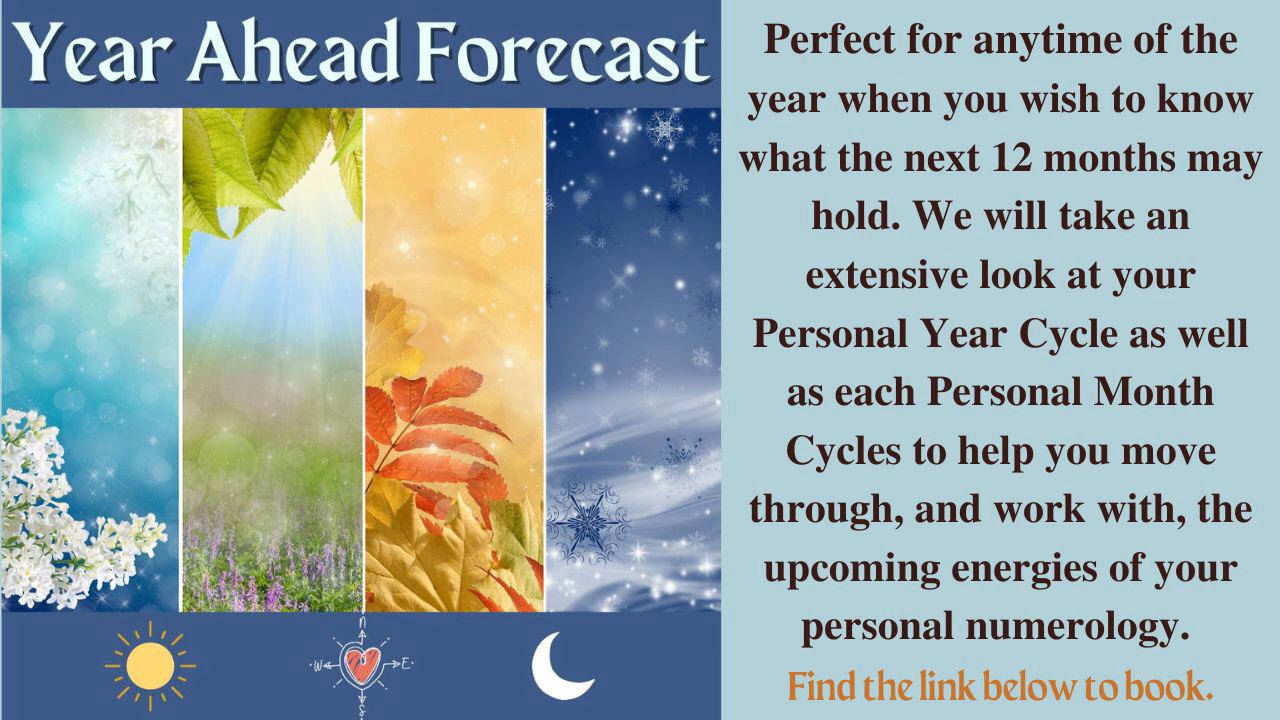 Year Ahead Forecast
Perfect for anytime of the
year when you wish to know
what the next 12 months may
hold. We will take an
extensive look at your
Personal Year Cycle as well
as each Personal Month
Cycles to help you move
through, and work with, the
upcoming energies of your
personal numerology.
Find the link below to book.
n
W E
S